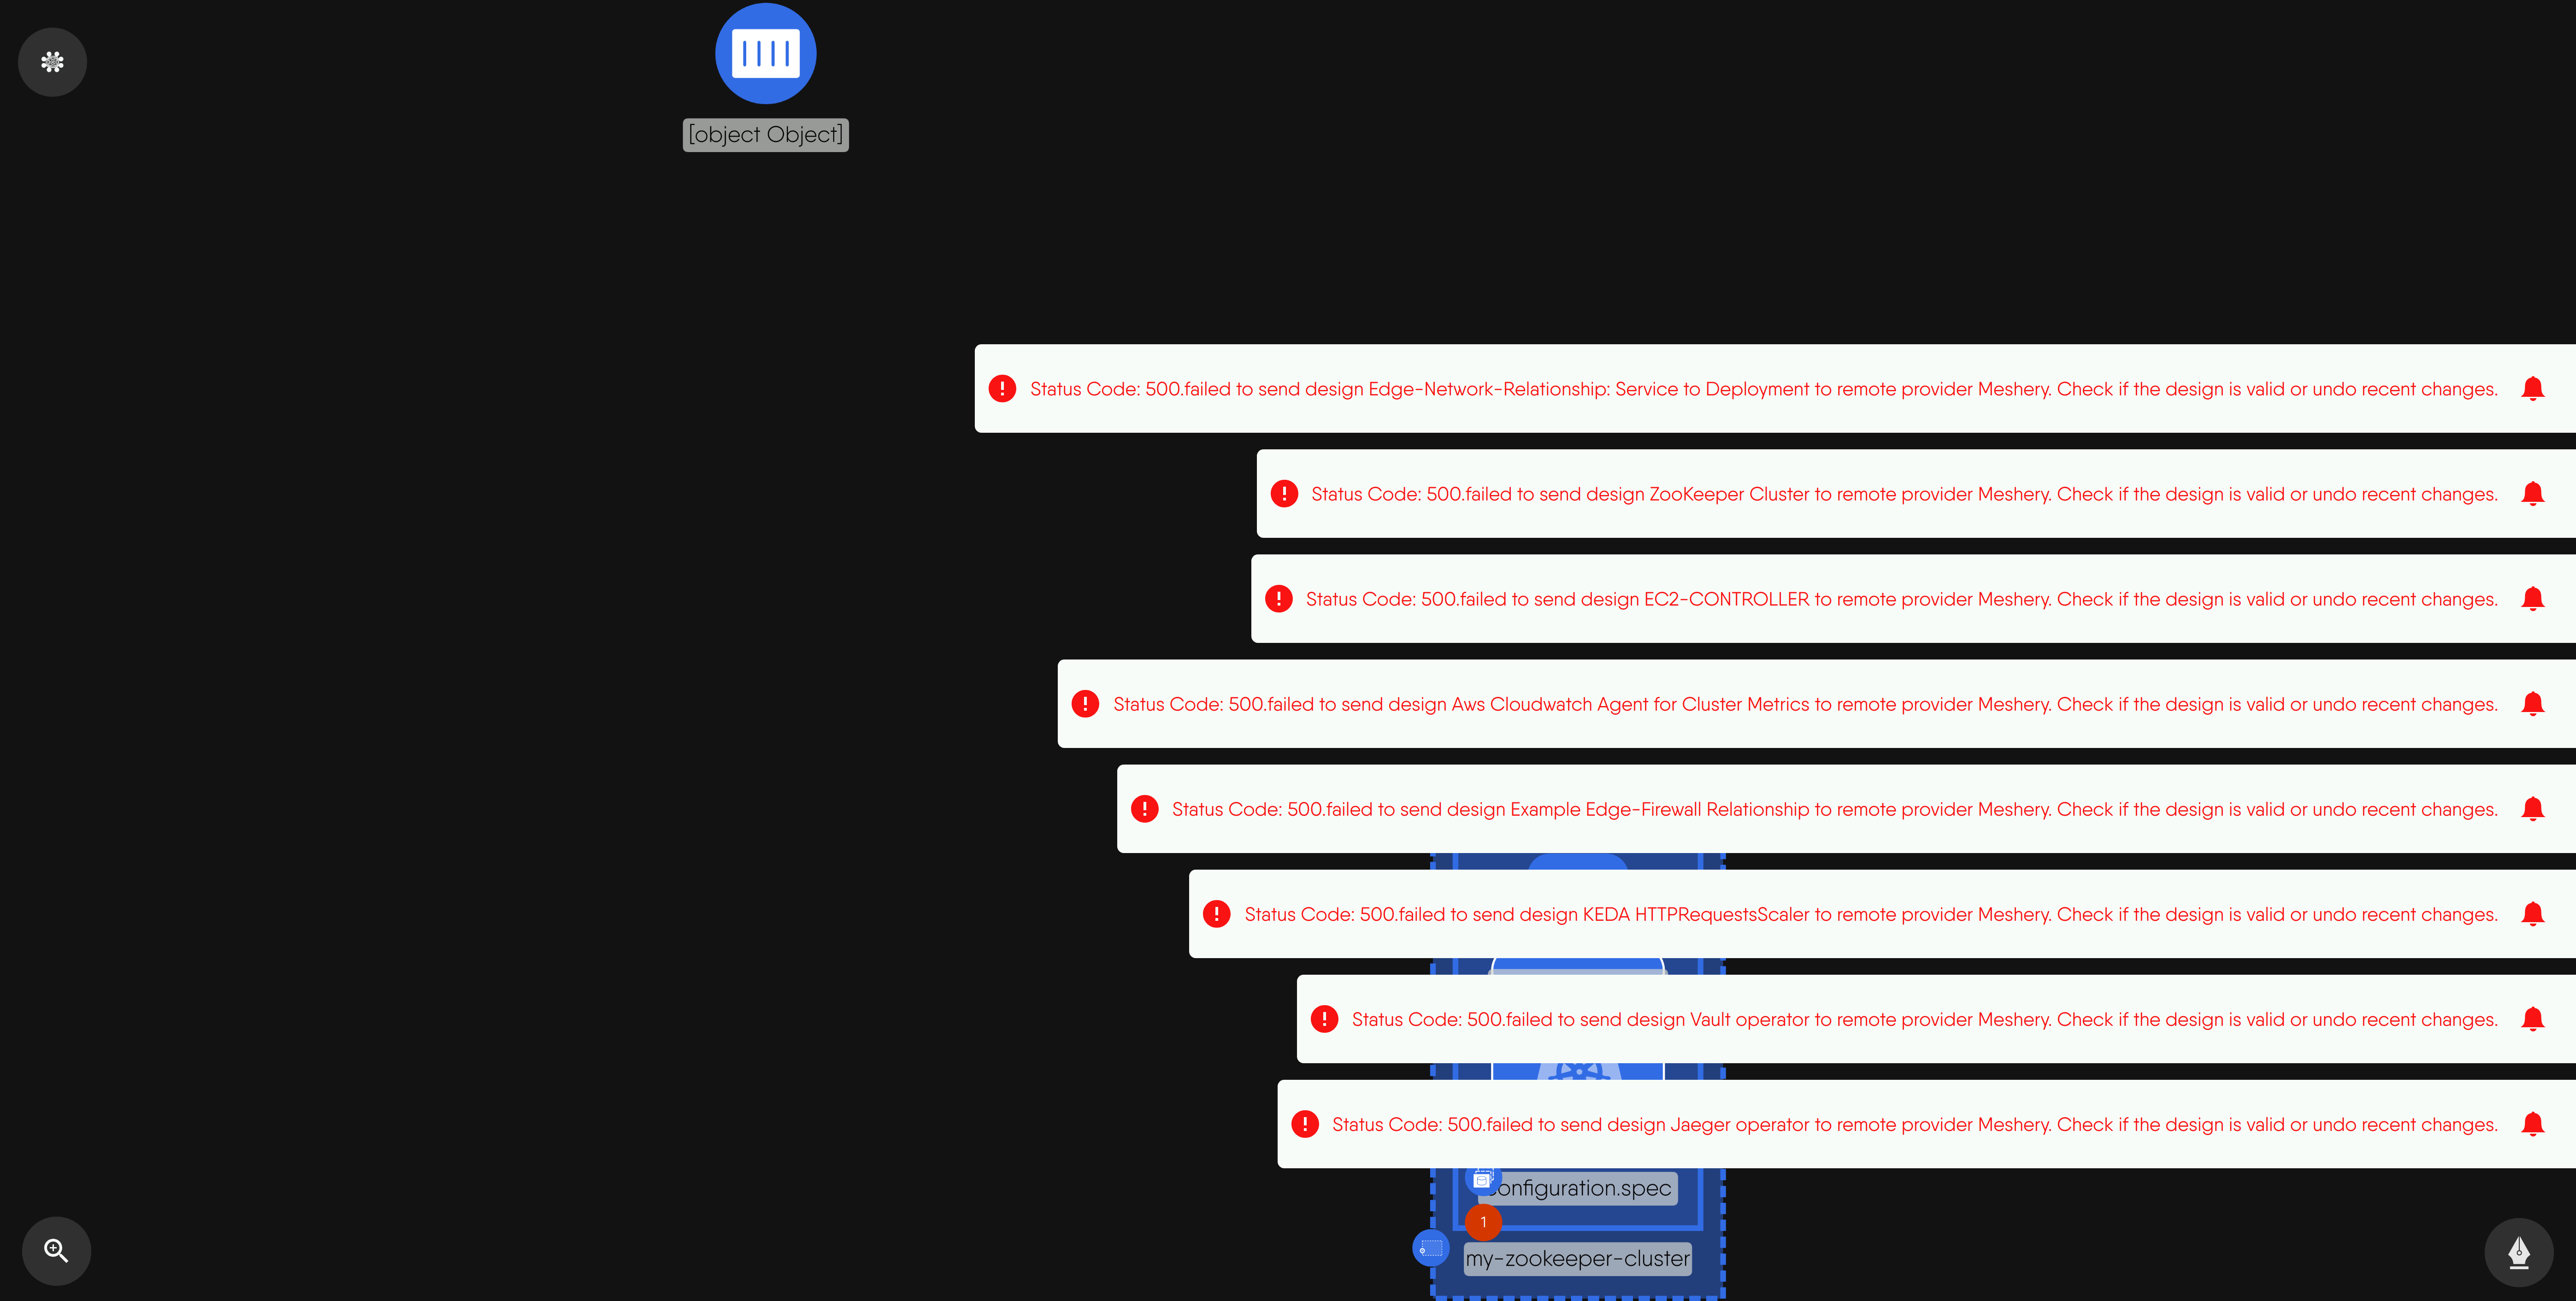 [object Object]
Status Code: 500.failed to send design Edge-Network-Relationship: Service to Deployment to remote provider Meshery. Check if the design is valid or undo recent changes.
Status Code: 500.failed to send design ZooKeeper Cluster to remote provider Meshery. Check if the design is valid or undo recent changes.
Status Code: 500.failed to send design EC2-CONTROLLER to remote provider Meshery. Check if the design is valid or undo recent changes.
Status Code: 500.failed to send design Aws Cloudwatch Agent for Cluster Metrics to remote provider Meshery. Check if the design is valid or undo recent changes.
Status Code: 500.failed to send design Example Edge-Firewall Relationship to remote provider Meshery. Check if the design is valid or undo recent changes.
Status Code: 500.failed to send design KEDA HTTPRequestsScaler to remote provider Meshery. Check if the design is valid or undo recent changes.
Status Code: 500.failed to send design Vault operator to remote provider Meshery. Check if the design is valid or undo recent changes.
Status Code: 500.failed to send design Jaeger operator to remote provider Meshery. Check if the design is valid or undo recent changes.
onfiguration.spec
1
my-zookeeper-cluster